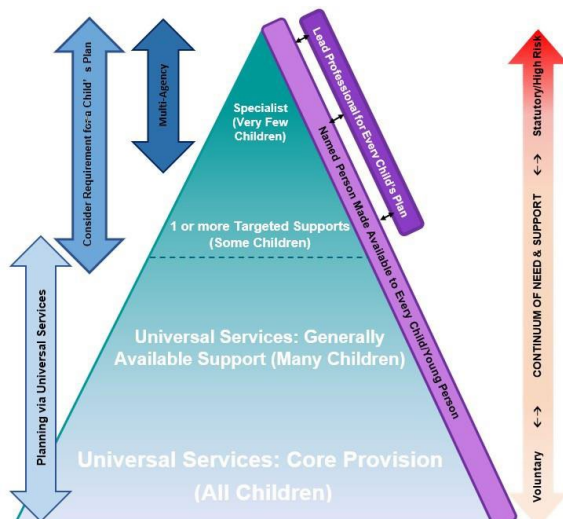 Consider Requirement for a Child's Plan
Multi-Agency
Planning via Universal Services
Specialist
(Very Few
Children)
1 or more Targeted Supports
(Some Children)
Universal Services: Generally
Available Support (Many Children)
Universal Services: Core Provision
(All Children)
Lead Professional for Every Child's Plan
Named Person Made Available to Every Child/Young Person
Voluntary <-> CONTINUUM OF NEED & SUPPORT <-> Statutory/High Risk